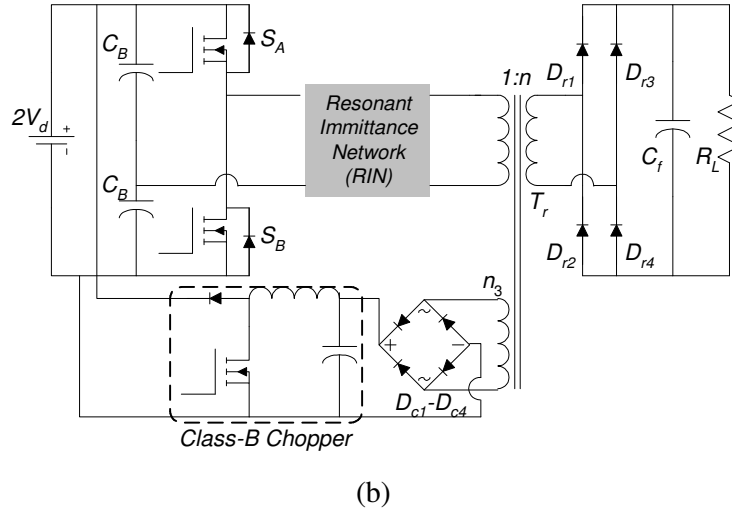 C_B
S_A
1:n
D_r1
D_r3
2V_d
+
-
Resonant
Immittance
Network
(RIN)
C_B
C_f
R_L
T_r
S_B
D_r2
D_r4
n_3
~
+
−
~
D_c1-D_c4
Class-B Chopper
(b)